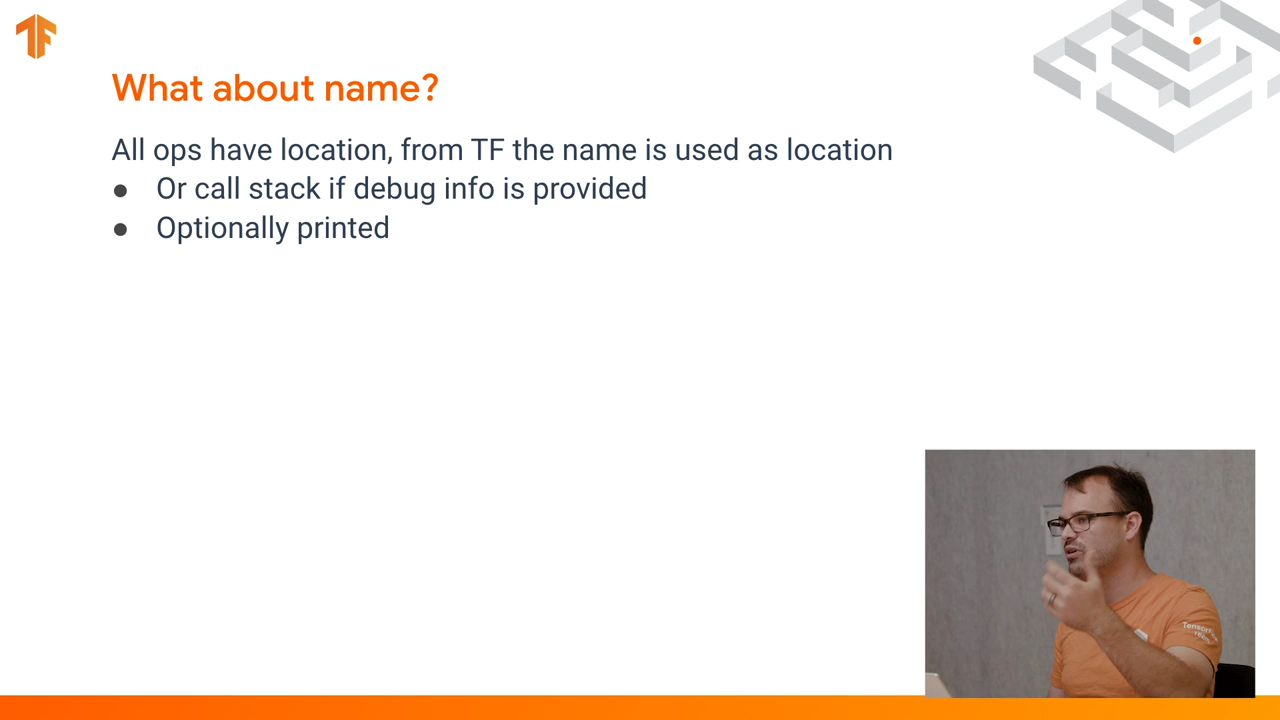 What about name?
All ops have location, from TF the name is used as location
● Or call stack if debug info is provided
● Optionally printed
TensorFlow